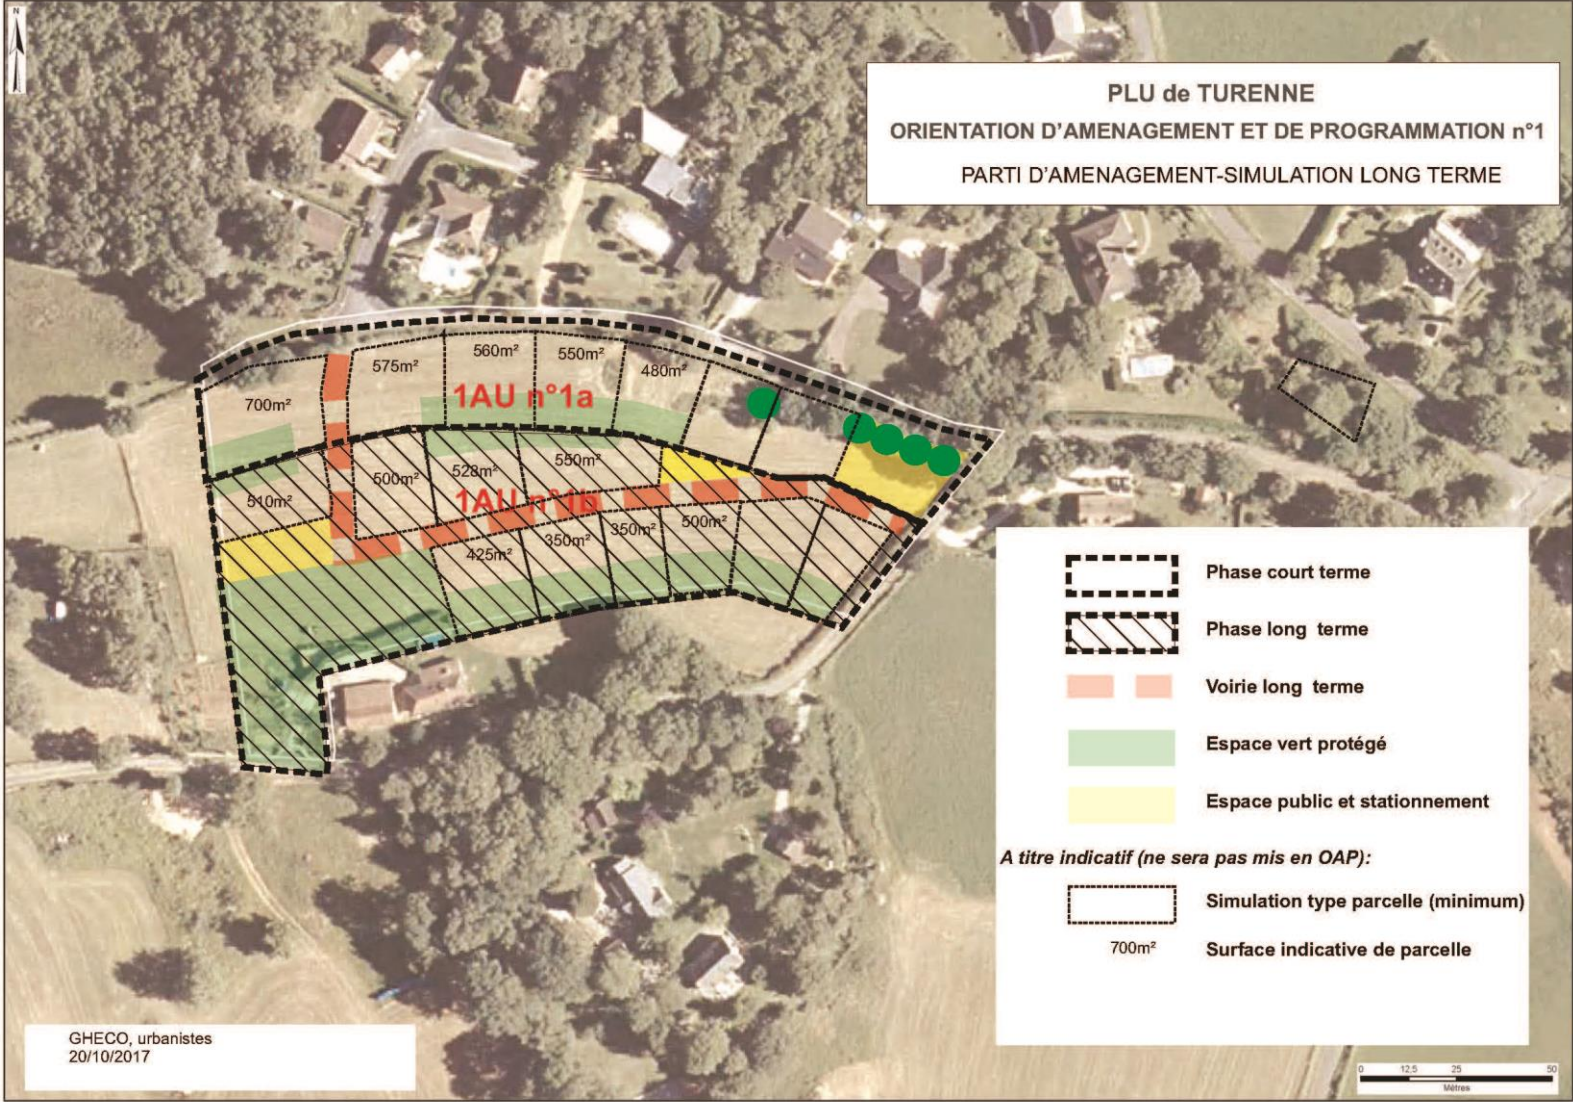 N
PLU de TURENNE
ORIENTATION D'AMENAGEMENT ET DE PROGRAMMATION n°1
PARTI D'AMENAGEMENT-SIMULATION LONG TERME
700m²
575m²
560m²
550m²
480m²
1AU n°1a
510m²
500m²
528m²
550m²
1AU n°1b
425m²
350m²
350m²
500m²
Phase court terme
Phase long terme
Voirie long terme
Espace vert protégé
Espace public et stationnement
A titre indicatif (ne sera pas mis en OAP):
Simulation type parcelle (minimum)
700m² Surface indicative de parcelle
GHECO, urbanistes
20/10/2017
0 12,5 25 50
Mètres